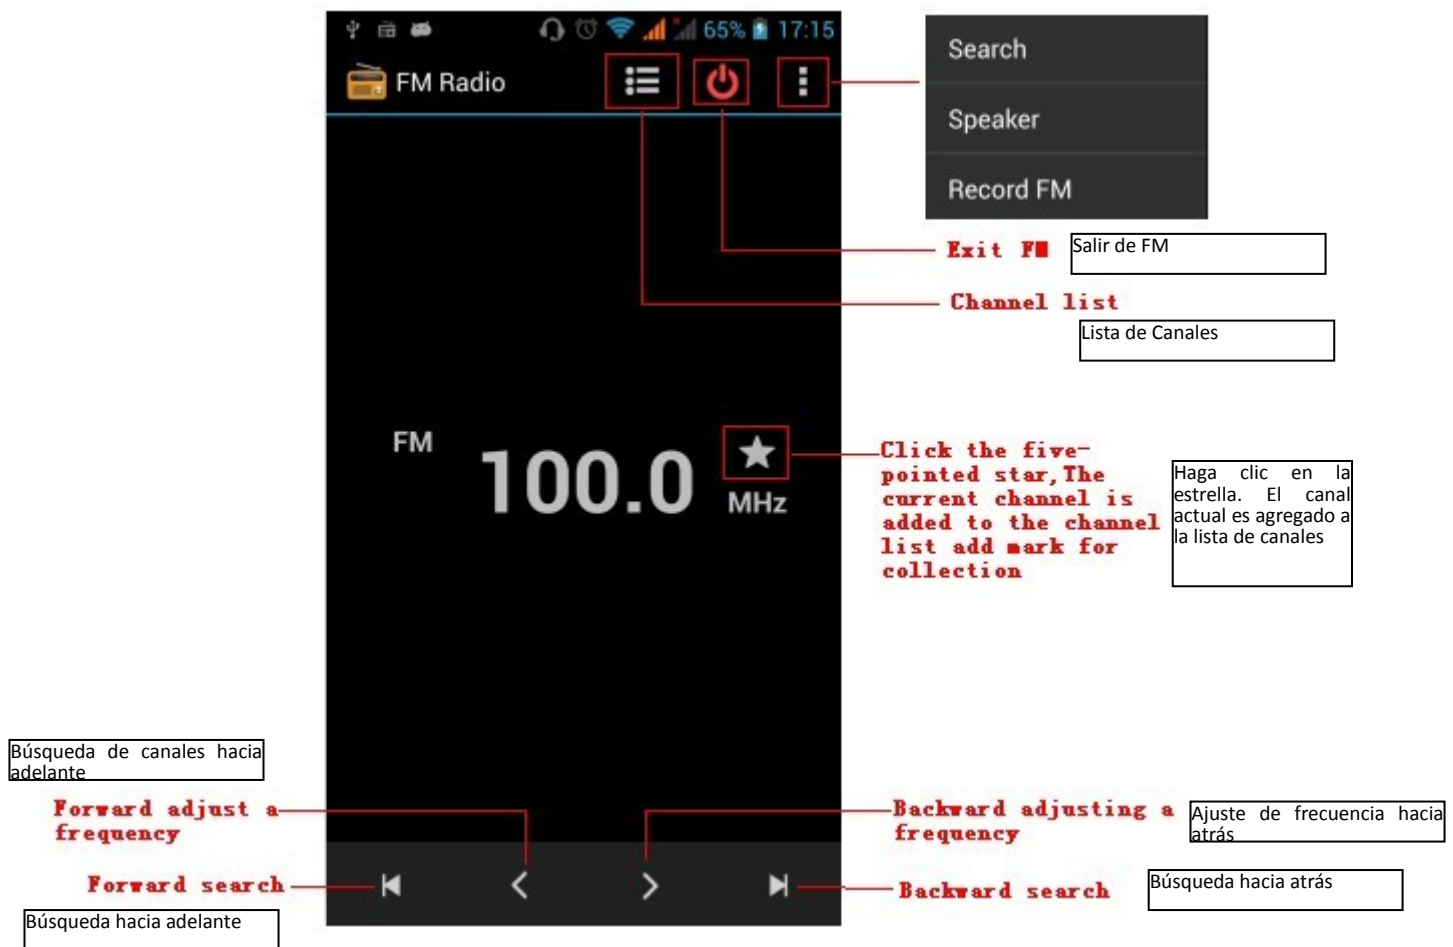 65% 17:15
FM Radio
Search
Speaker
Record FM
Exit FM
Salir de FM
Channel list
Lista de Canales
FM
100.0
MHz
Click the five-
pointed star,The
current channel is
added to the channel
list add mark for
collection
Haga clic en la
estrella. El canal
actual es agregado a
la lista de canales
Búsqueda de canales hacia
adelante
Forward adjust a
frequency
Backward adjusting a
frequency
Ajuste de frecuencia hacia
atrás
Forward search
Backward search
Búsqueda hacia atrás
Búsqueda hacia adelante